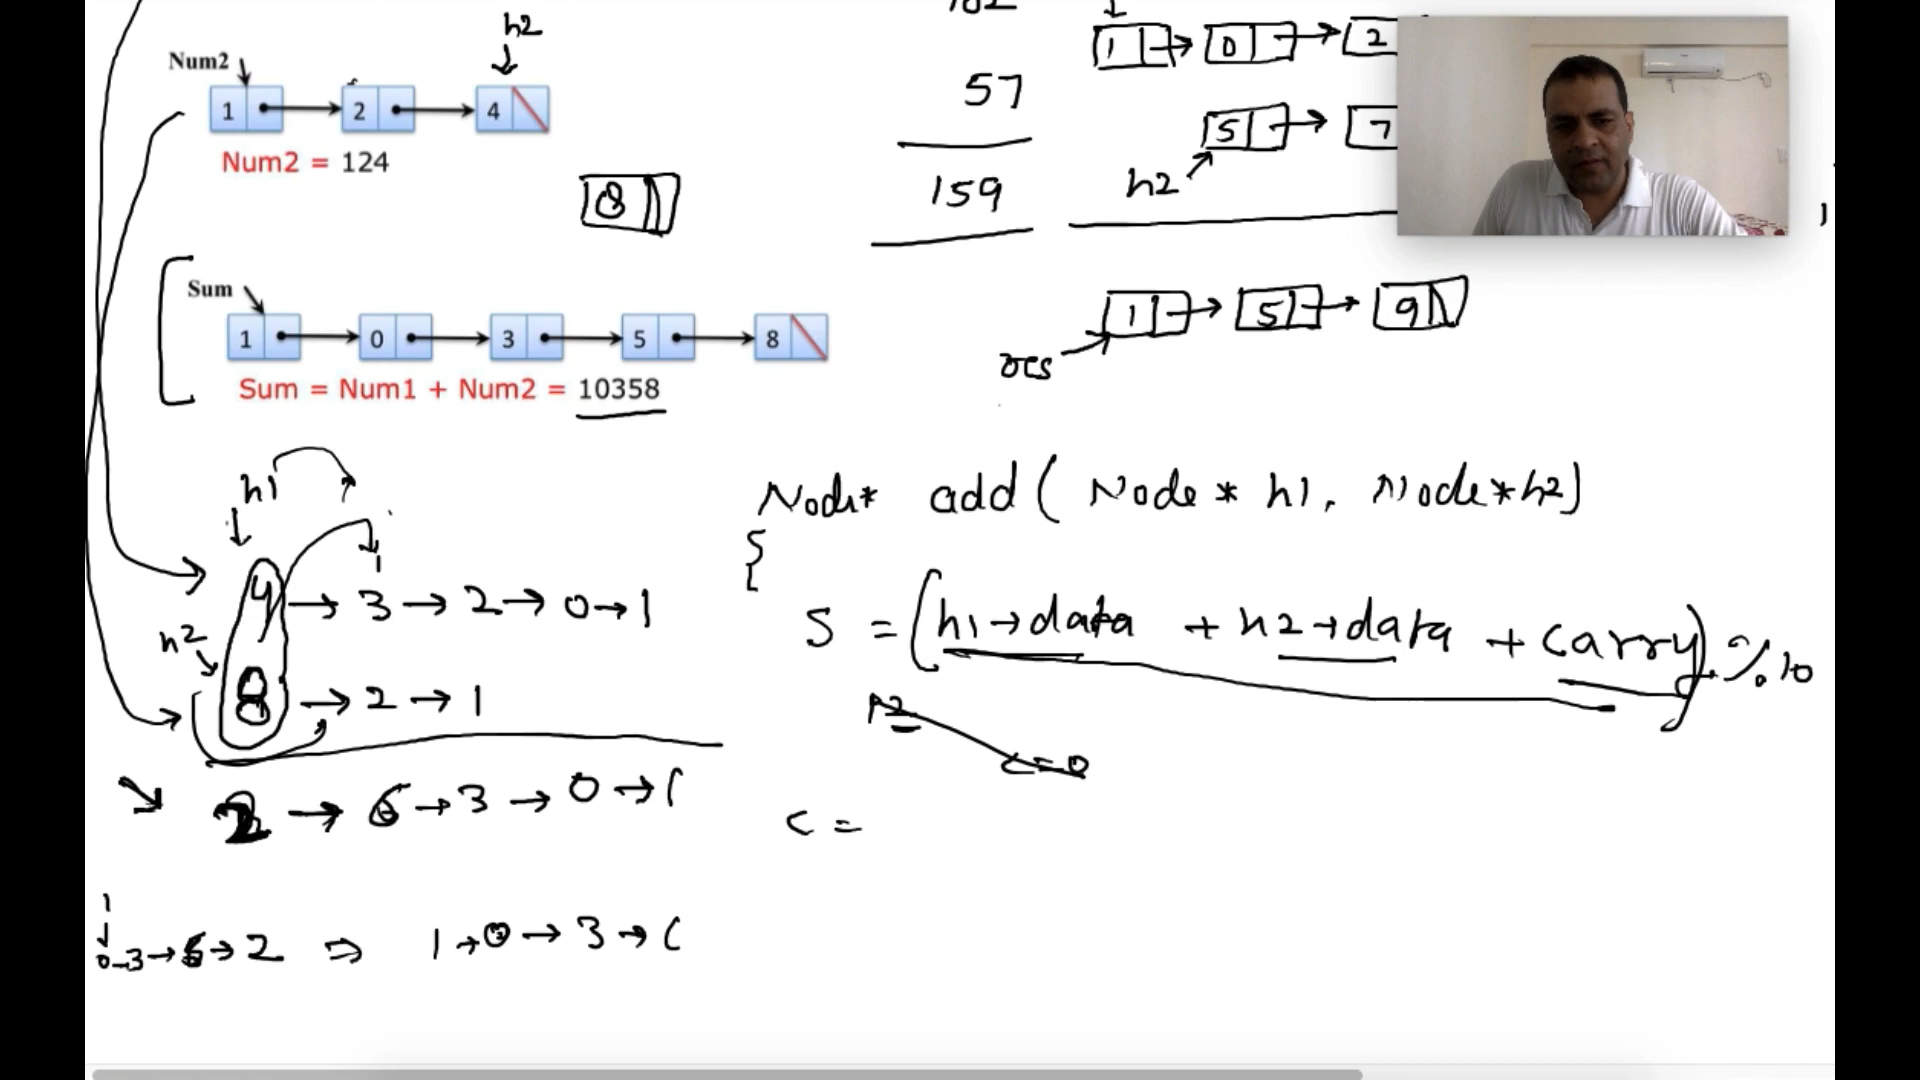 h2
Num2
1 2 4
Num2 = 124
8
Sum
1 0 3 5 8
Sum = Num1 + Num2 = 10358
57
159
1 → 0 → 2
5 → 7
h2
1 → 5 → 9
res
h1
4 → 3 → 2 → 0 → 1
h2
8 → 2 → 1
2 → 6 → 3 → 0 → 1
1
0 → 3 → 5 → 2 ⇒ 1 → 0 → 3 → (
Node* add( Node * h1, Node*h2)
{
S = (h1→data + h2→data + carry) % 10
12
c=0
c =